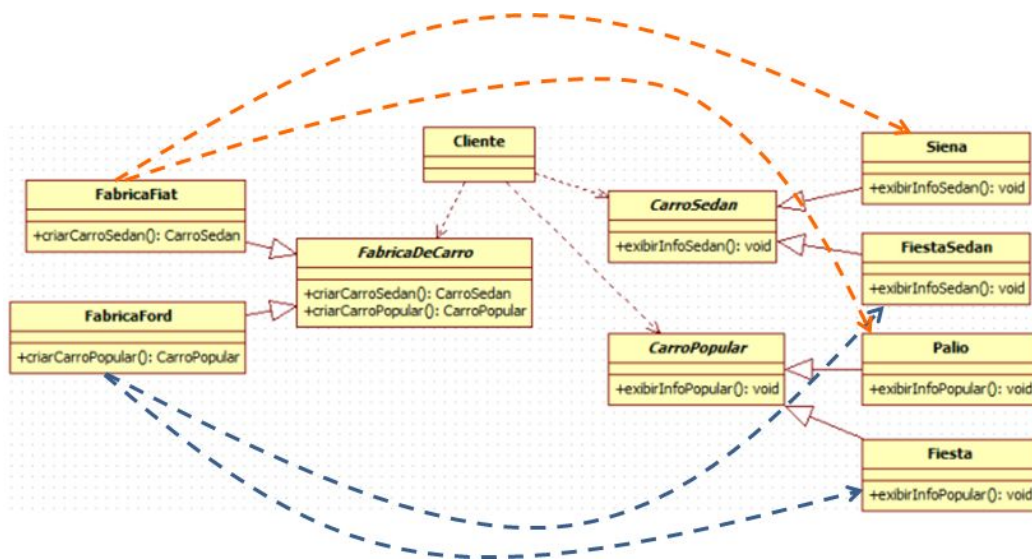 Cliente
FabricaFiat
+criarCarroSedan(): CarroSedan
FabricaDeCarro
+criarCarroSedan(): CarroSedan
+criarCarroPopular(): CarroPopular
FabricaFord
+criarCarroPopular(): CarroPopular
CarroSedan
+exibirInfoSedan(): void
CarroPopular
+exibirInfoPopular(): void
Siena
+exibirInfoSedan(): void
FiestaSedan
+exibirInfoSedan(): void
Palio
+exibirInfoPopular(): void
Fiesta
+exibirInfoPopular(): void